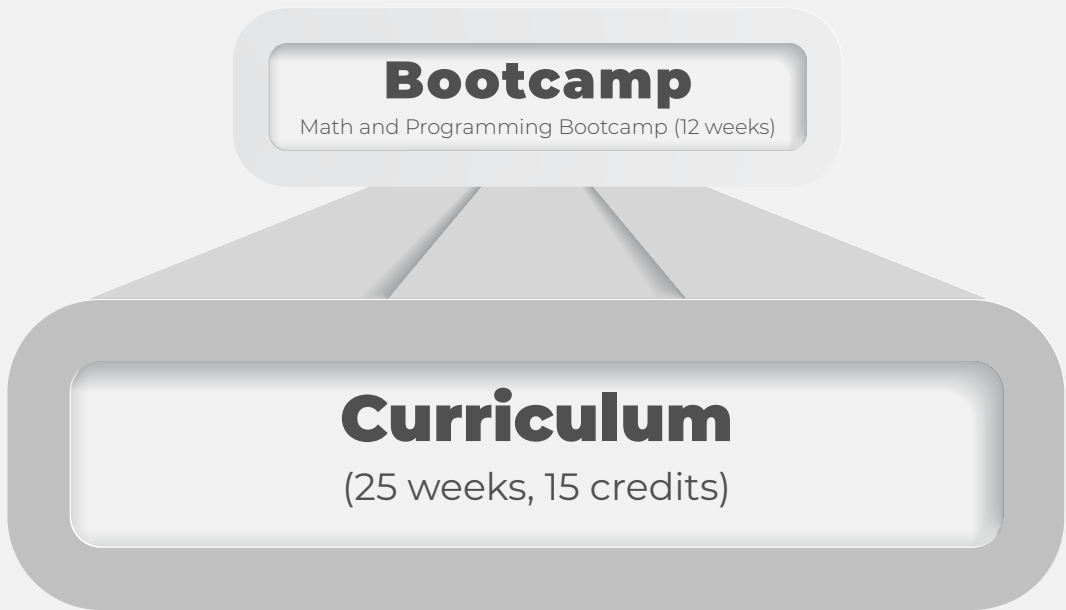 Bootcamp
Math and Programming Bootcamp (12 weeks)
Curriculum
(25 weeks, 15 credits)